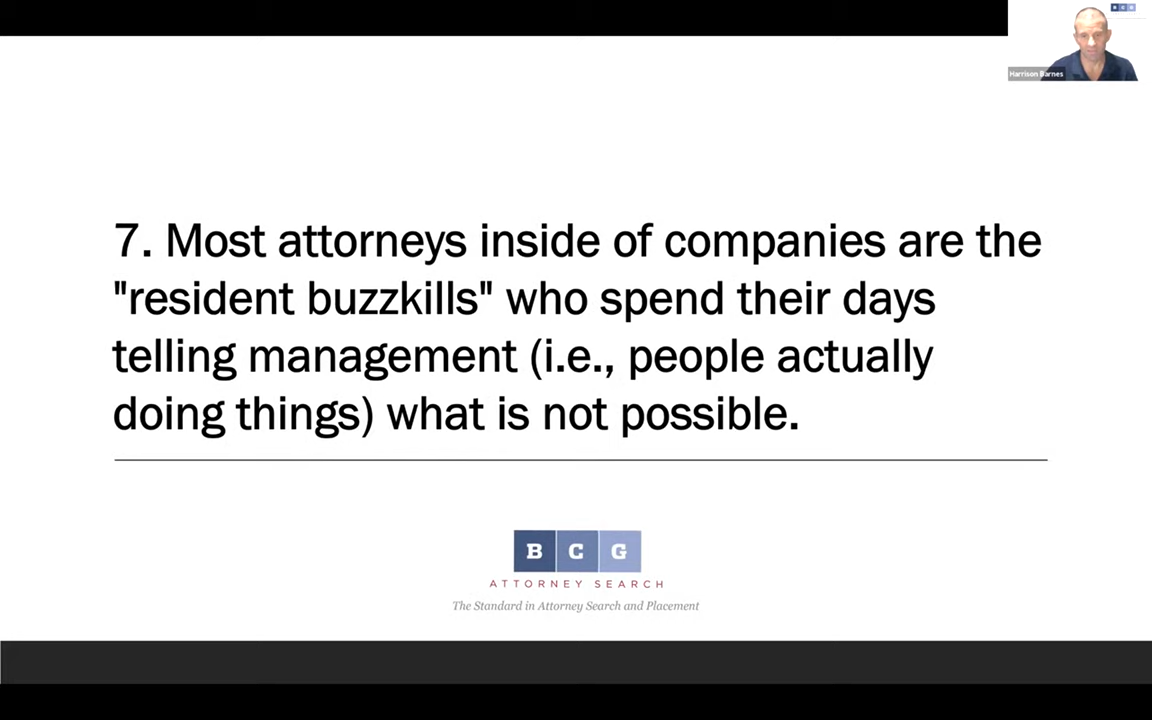 B C G
Harrison Barnes
7. Most attorneys inside of companies are the
"resident buzzkills" who spend their days
telling management (i.e., people actually
doing things) what is not possible.
B C G
ATTORNEY SEARCH
The Standard in Attorney Search and Placement